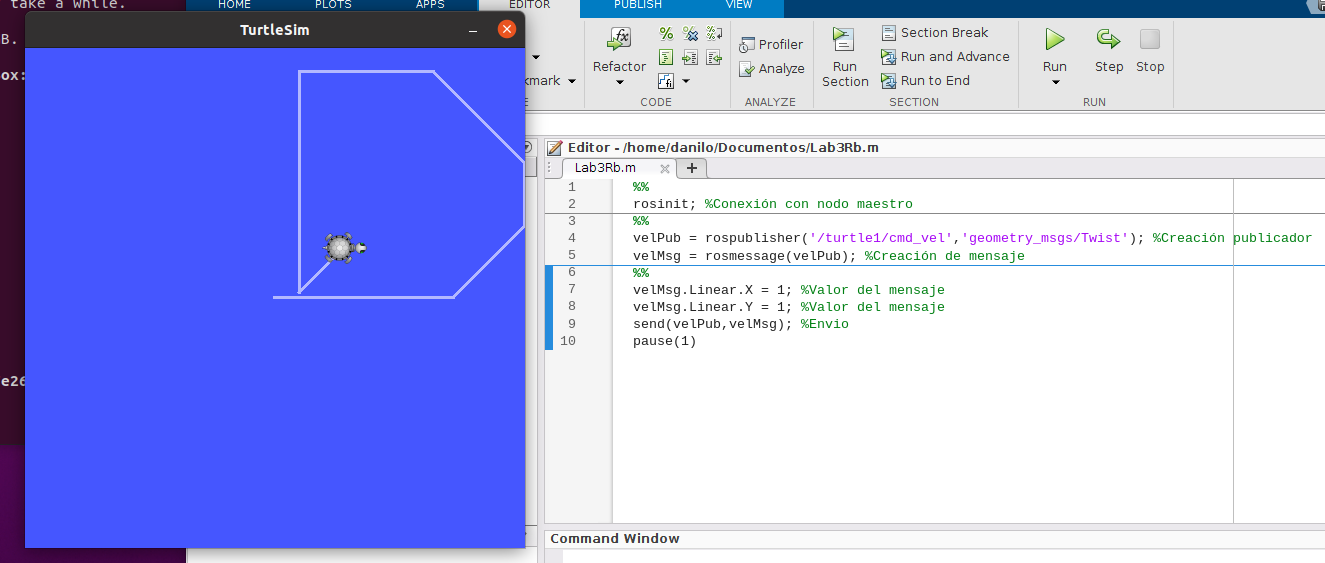 take a while.
HOME PLOTS APPS EDITOR PUBLISH VIEW
TurtleSim
B.
ox:
e26
kmark
Refactor
CODE
Profiler
Analyze
ANALYZE
Run
Section
Section Break
Run and Advance
Run to End
SECTION
Run Step Stop
RUN
Editor - /home/danilo/Documentos/Lab3Rb.m
Lab3Rb.m
1 %%
2 rosinit; %Conexión con nodo maestro
3 %%
4 velPub = rospublisher('/turtle1/cmd_vel','geometry_msgs/Twist'); %Creación publicador
5 velMsg = rosmessage(velPub); %Creación de mensaje
6 %%
7 velMsg.Linear.X = 1; %Valor del mensaje
8 velMsg.Linear.Y = 1; %Valor del mensaje
9 send(velPub,velMsg); %Envio
10 pause(1)
Command Window